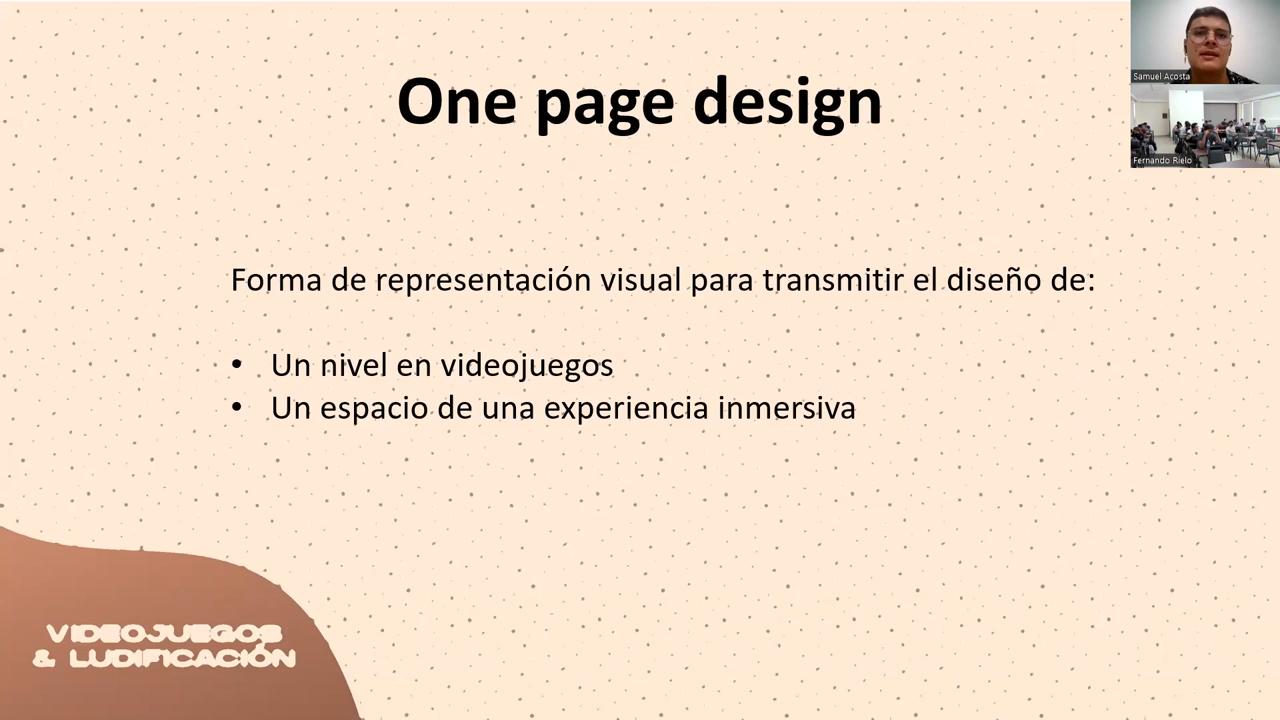 One page design
Samuel Acosta
Fernando Rielo
Forma de representación visual para transmitir el diseño de:
• Un nivel en videojuegos
• Un espacio de una experiencia inmersiva
VIDEOJUEGOS
& LUDIFICACIÓN